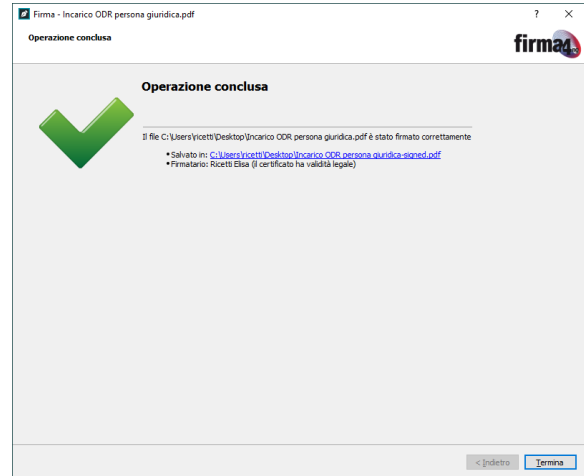 Firma - Incarico ODR persona giuridica.pdf
Operazione conclusa
firma4
Operazione conclusa
Il file C:\Users\ricetti\Desktop\Incarico ODR persona giuridica.pdf è stato firmato correttamente
•Salvato in: C:\Users\ricetti\Desktop\Incarico ODR persona giuridica-signed.pdf
•Firmatario: Ricetti Elisa (il certificato ha validità legale)
< Indietro
Termina